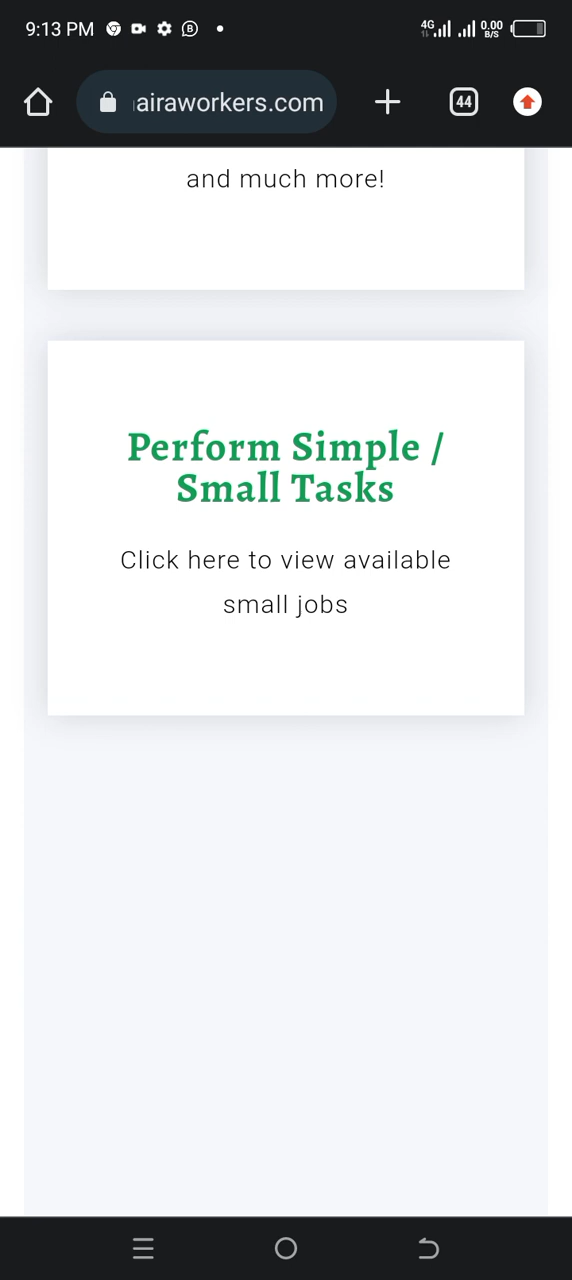 9:13 PM
4G
0.00
B/S
airaworkers.com
44
and much more!
Perform Simple /
Small Tasks
Click here to view available
small jobs